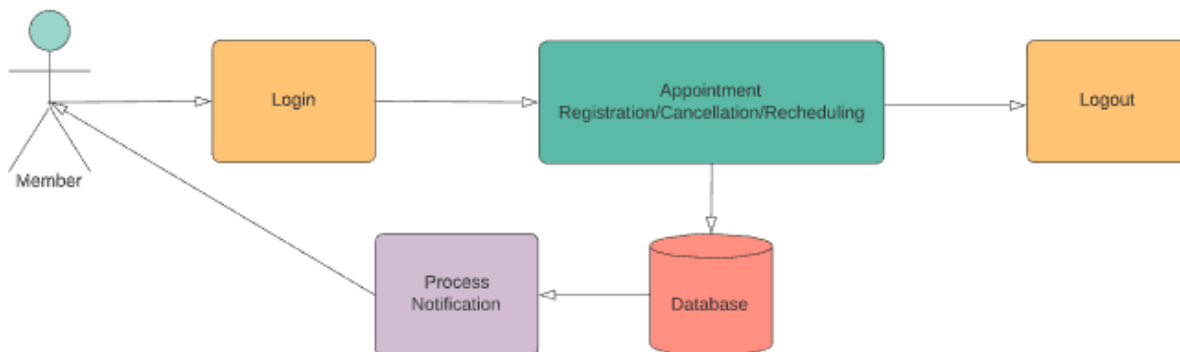 Login
Appointment
Registration/Cancellation/Recheduling
Logout
Member
Process
Notification
Database